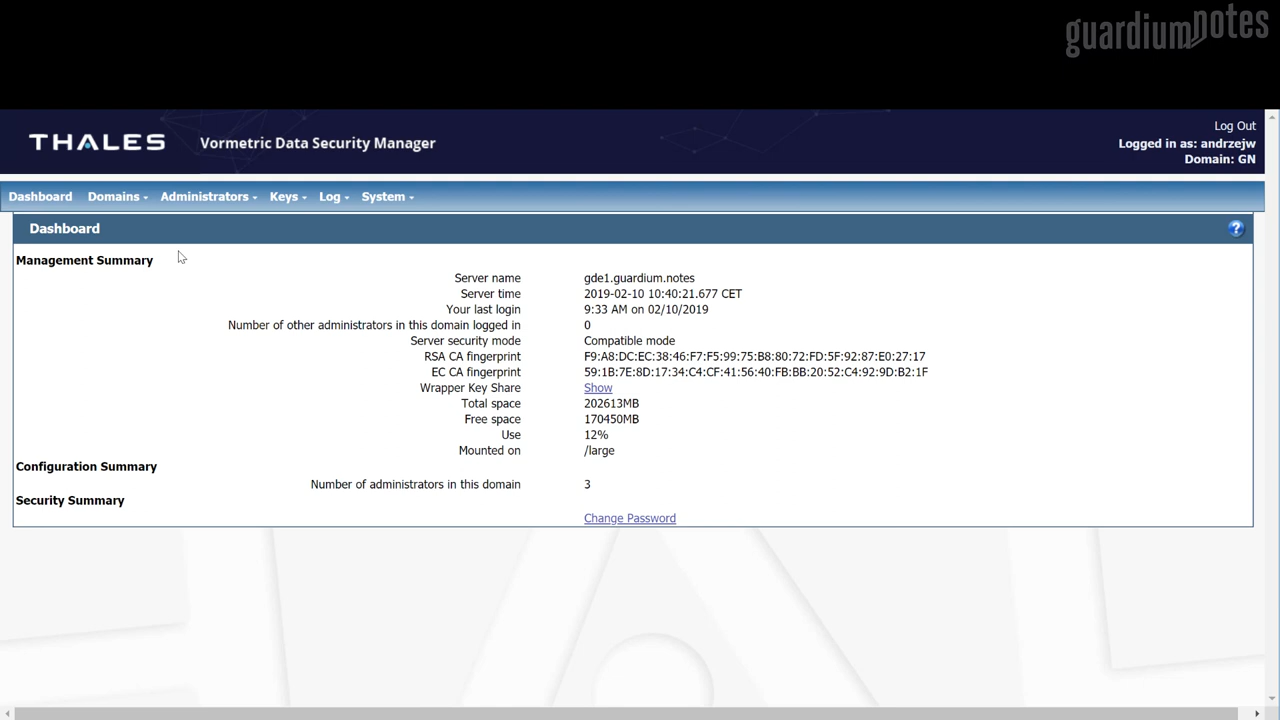 guardiumnotes
THALES
Vormetric Data Security Manager
Log Out
Logged in as: andrzejw
Domain: GN
Dashboard Domains Administrators Keys Log System
Dashboard
?
Management Summary
Server name gde1.guardium.notes
Server time 2019-02-10 10:40:21.677 CET
Your last login 9:33 AM on 02/10/2019
Number of other administrators in this domain logged in 0
Server security mode Compatible mode
RSA CA fingerprint F9:A8:DC:EC:38:46:F7:F5:99:75:B8:80:72:FD:5F:92:87:E0:27:17
EC CA fingerprint 59:1B:7E:8D:17:34:C4:CF:41:56:40:FB:BB:20:52:C4:92:9D:B2:1F
Wrapper Key Share Show
Total space 202613MB
Free space 170450MB
Use 12%
Mounted on /large
Configuration Summary
Number of administrators in this domain 3
Security Summary
Change Password